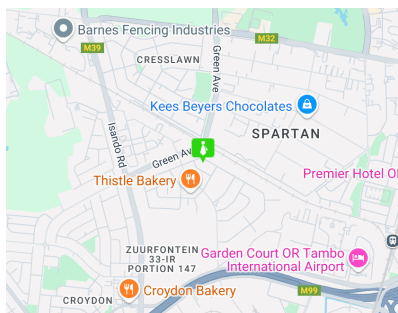 Barnes Fencing Industries
M39
M32
CRESSLAWN
Green Ave
Kees Beyers Chocolates
SPARTAN
Isando Rd
Green Av
Thistle Bakery
Premier Hotel O
Garden Court OR Tambo
International Airport
ZUURFONTEIN
33-IR
PORTION 147
Croydon Bakery
CROYDON
M99